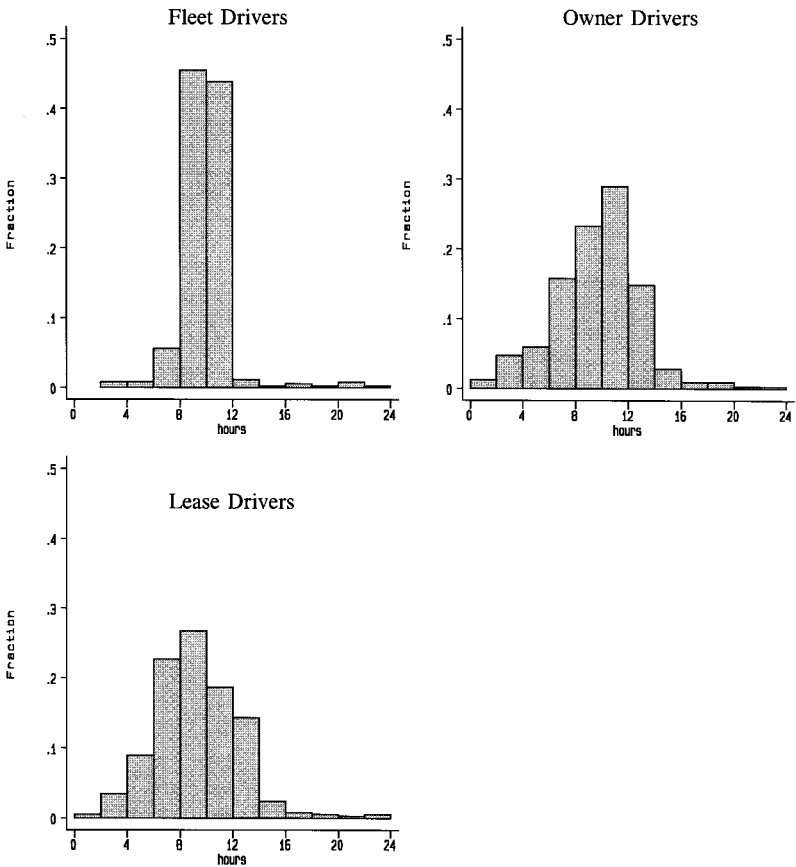 Fleet Drivers
.5
.4
.3
.2
.1
0
Fraction
0 4 8 12 16 20 24
hours
Owner Drivers
.5
.4
.3
.2
.1
0
Fraction
0 4 8 12 16 20 24
hours
Lease Drivers
.5
.4
.3
.2
.1
0
Fraction
0 4 8 12 16 20 24
hours